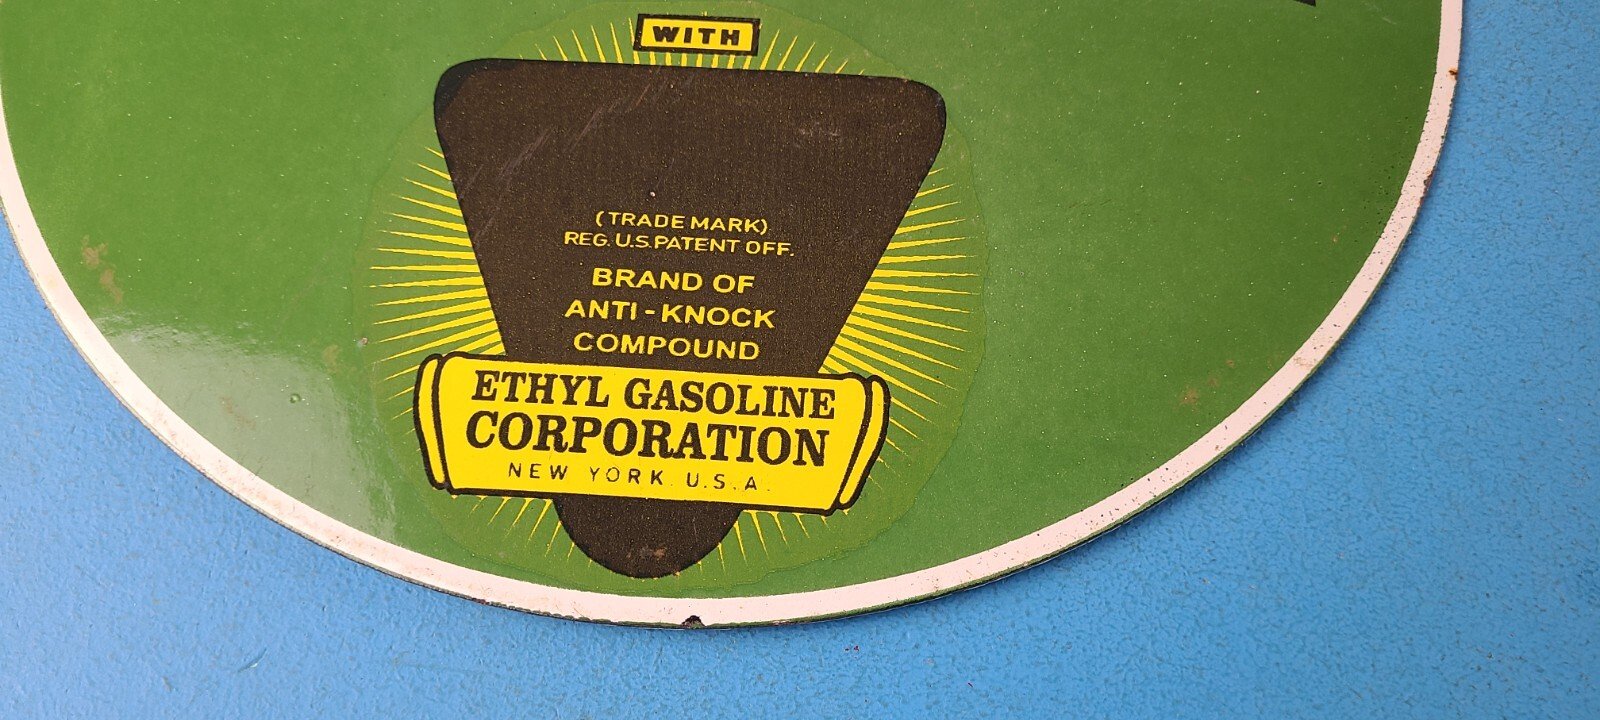 WITH
(TRADE MARK)
REG. U.S. PATENT OFF.
BRAND OF
ANTI-KNOCK
COMPOUND
ETHYL GASOLINE
CORPORATION
NEW YORK U.S.A.